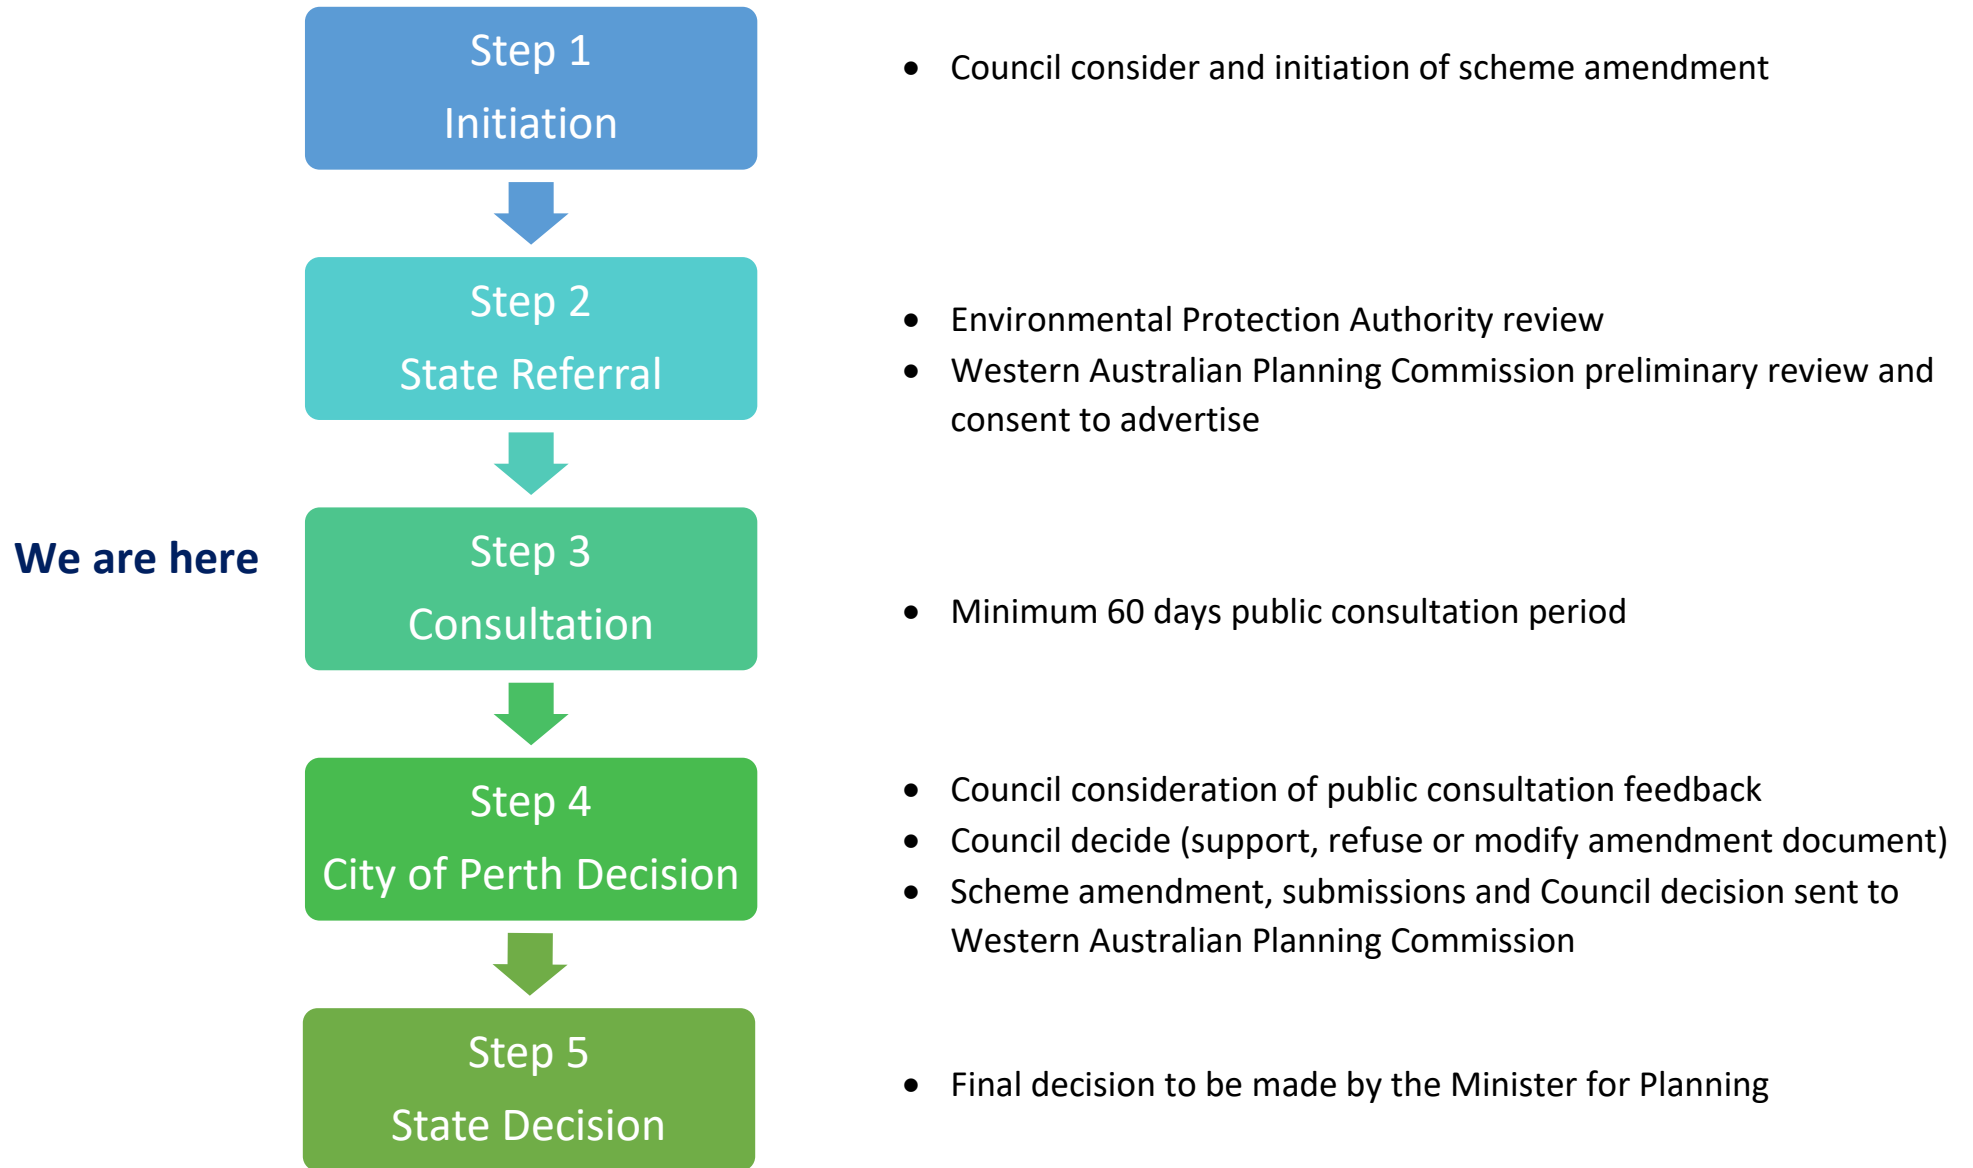 Step 1
Initiation
• Council consider and initiation of scheme amendment
Step 2
State Referral
• Environmental Protection Authority review
• Western Australian Planning Commission preliminary review and
consent to advertise
We are here
Step 3
Consultation
• Minimum 60 days public consultation period
Step 4
City of Perth Decision
• Council consideration of public consultation feedback
• Council decide (support, refuse or modify amendment document)
• Scheme amendment, submissions and Council decision sent to
Western Australian Planning Commission
Step 5
State Decision
• Final decision to be made by the Minister for Planning